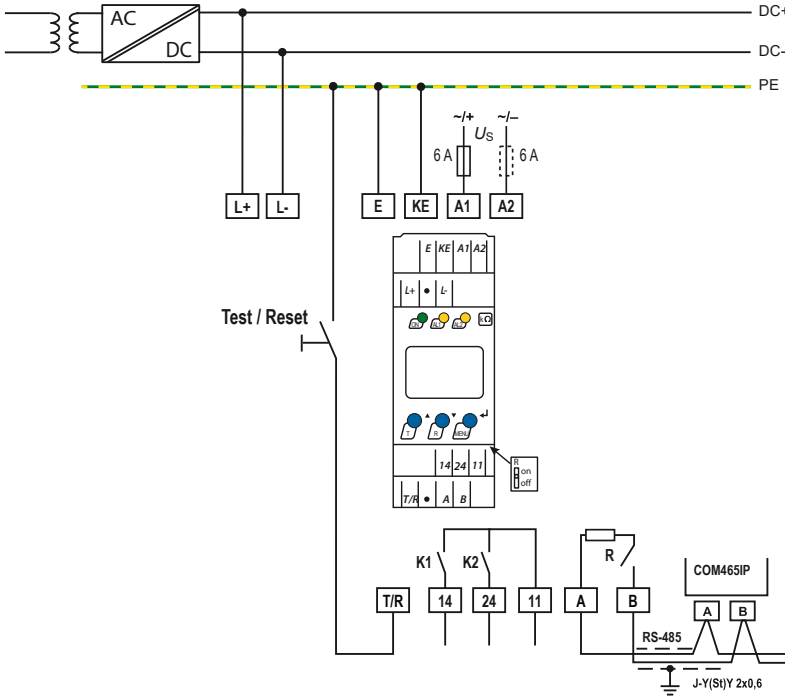 AC
DC
DC+
DC–
PE
~/+
~/–
US
6 A
6 A
L+
L-
E
KE
A1
A2
E KE A1 A2
L+ • L-
ON
AL1
AL2
kΩ
Test / Reset
T
R
MENU
14 24 11
T/R • A B
R
on
off
K1
K2
R
COM465IP
T/R
14
24
11
A
B
A
B
RS-485
J-Y(St)Y 2x0,6